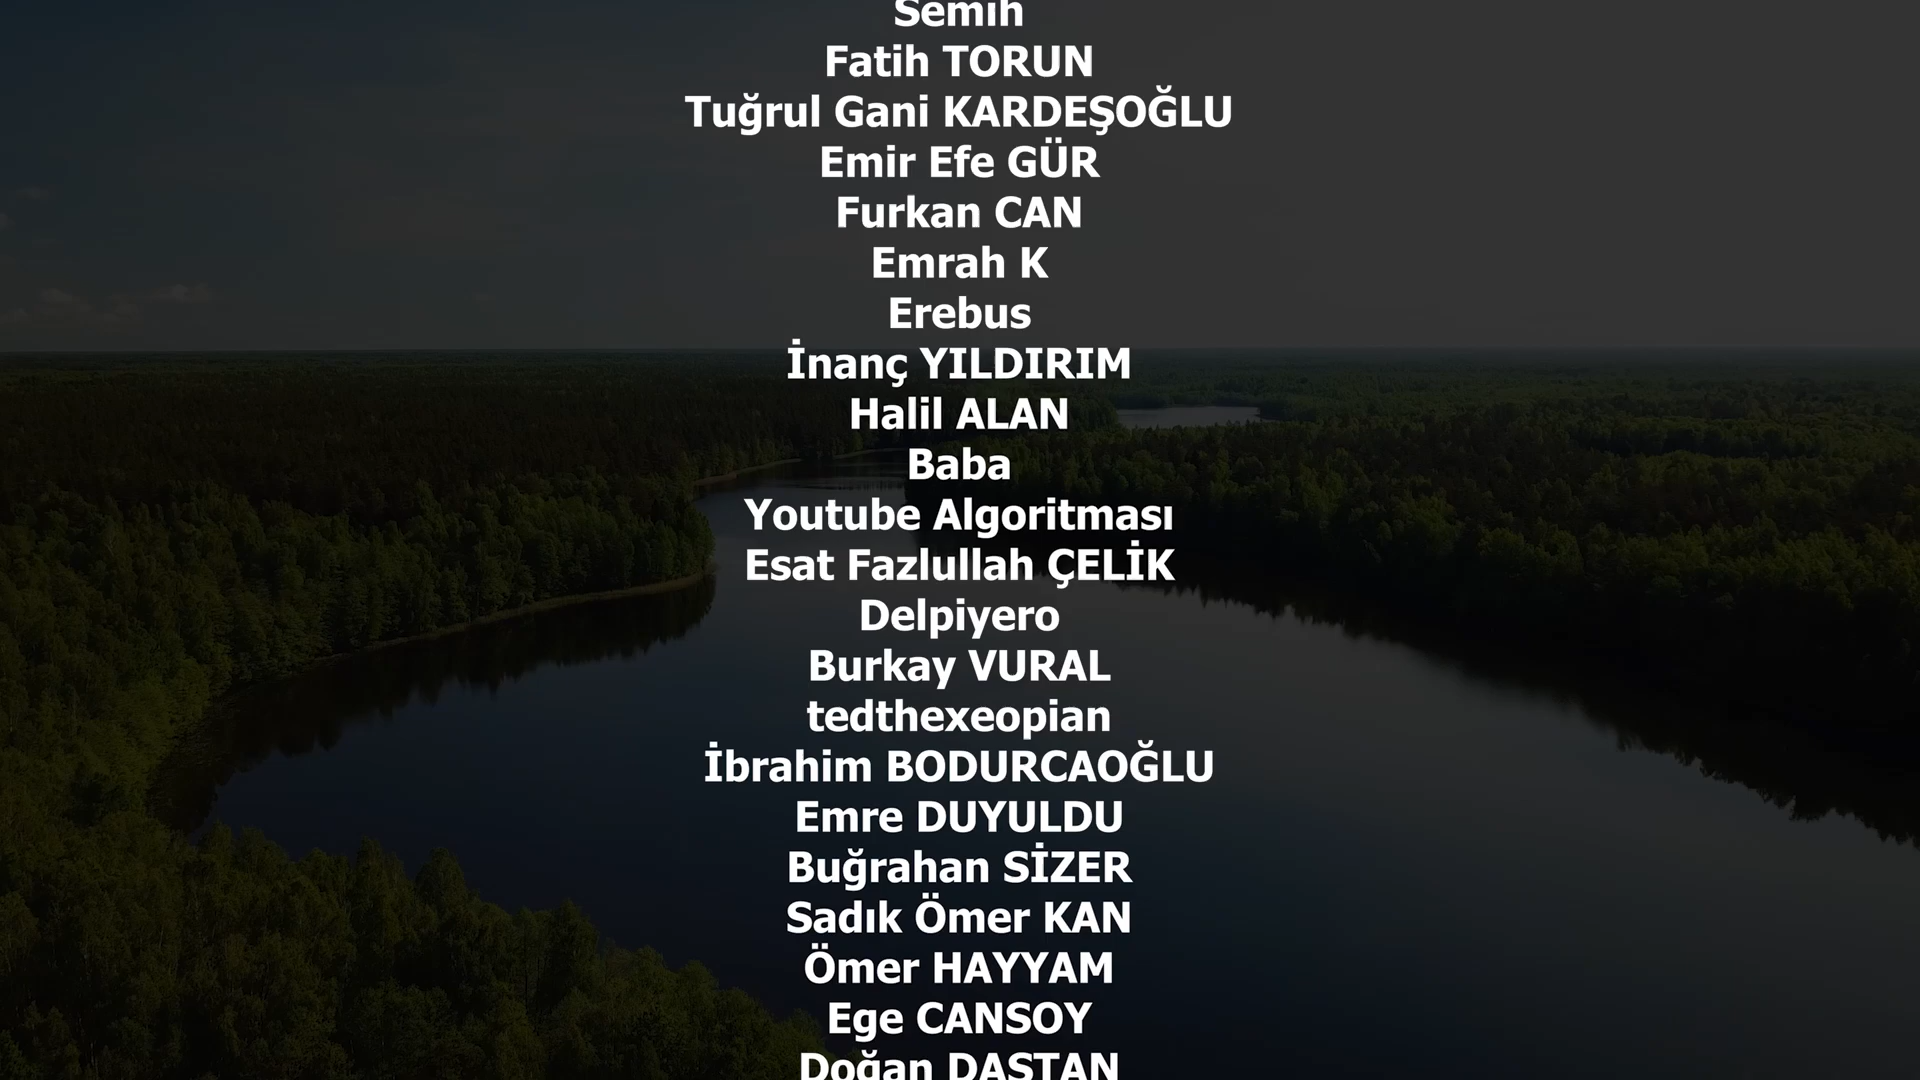 Semih
Fatih TORUN
Tuğrul Gani KARDEŞOĞLU
Emir Efe GÜR
Furkan CAN
Emrah K
Erebus
İnanç YILDIRIM
Halil ALAN
Baba
Youtube Algoritması
Esat Fazlullah ÇELİK
Delpiyero
Burkay VURAL
tedthexeopian
İbrahim BODURCAOĞLU
Emre DUYULDU
Buğrahan SİZER
Sadık Ömer KAN
Ömer HAYYAM
Ege CANSOY
Doğan DASTAN